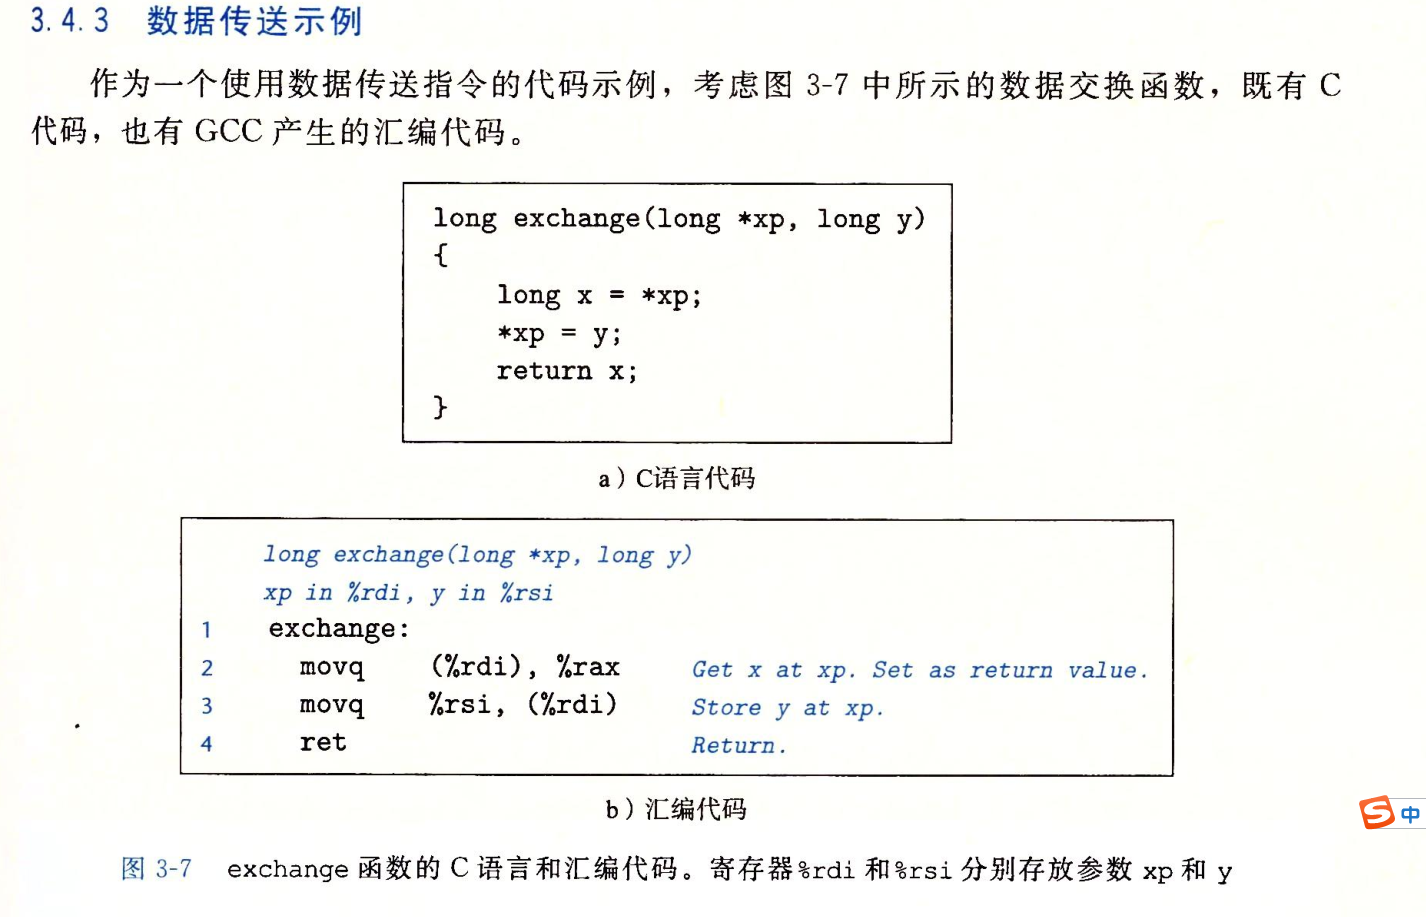 3.4.3 数据传送示例
作为一个使用数据传送指令的代码示例，考虑图 3-7 中所示的数据交换函数，既有 C
代码，也有 GCC 产生的汇编代码。
long exchange(long *xp, long y)
{
    long x = *xp;
    *xp = y;
    return x;
}
a）C语言代码
long exchange(long *xp, long y)
xp in %rdi, y in %rsi
1 exchange:
2 movq (%rdi), %rax Get x at xp. Set as return value.
3 movq %rsi, (%rdi) Store y at xp.
4 ret Return.
b）汇编代码
图 3-7 exchange 函数的 C 语言和汇编代码。寄存器%rdi 和%rsi 分别存放参数 xp 和 y
S 中